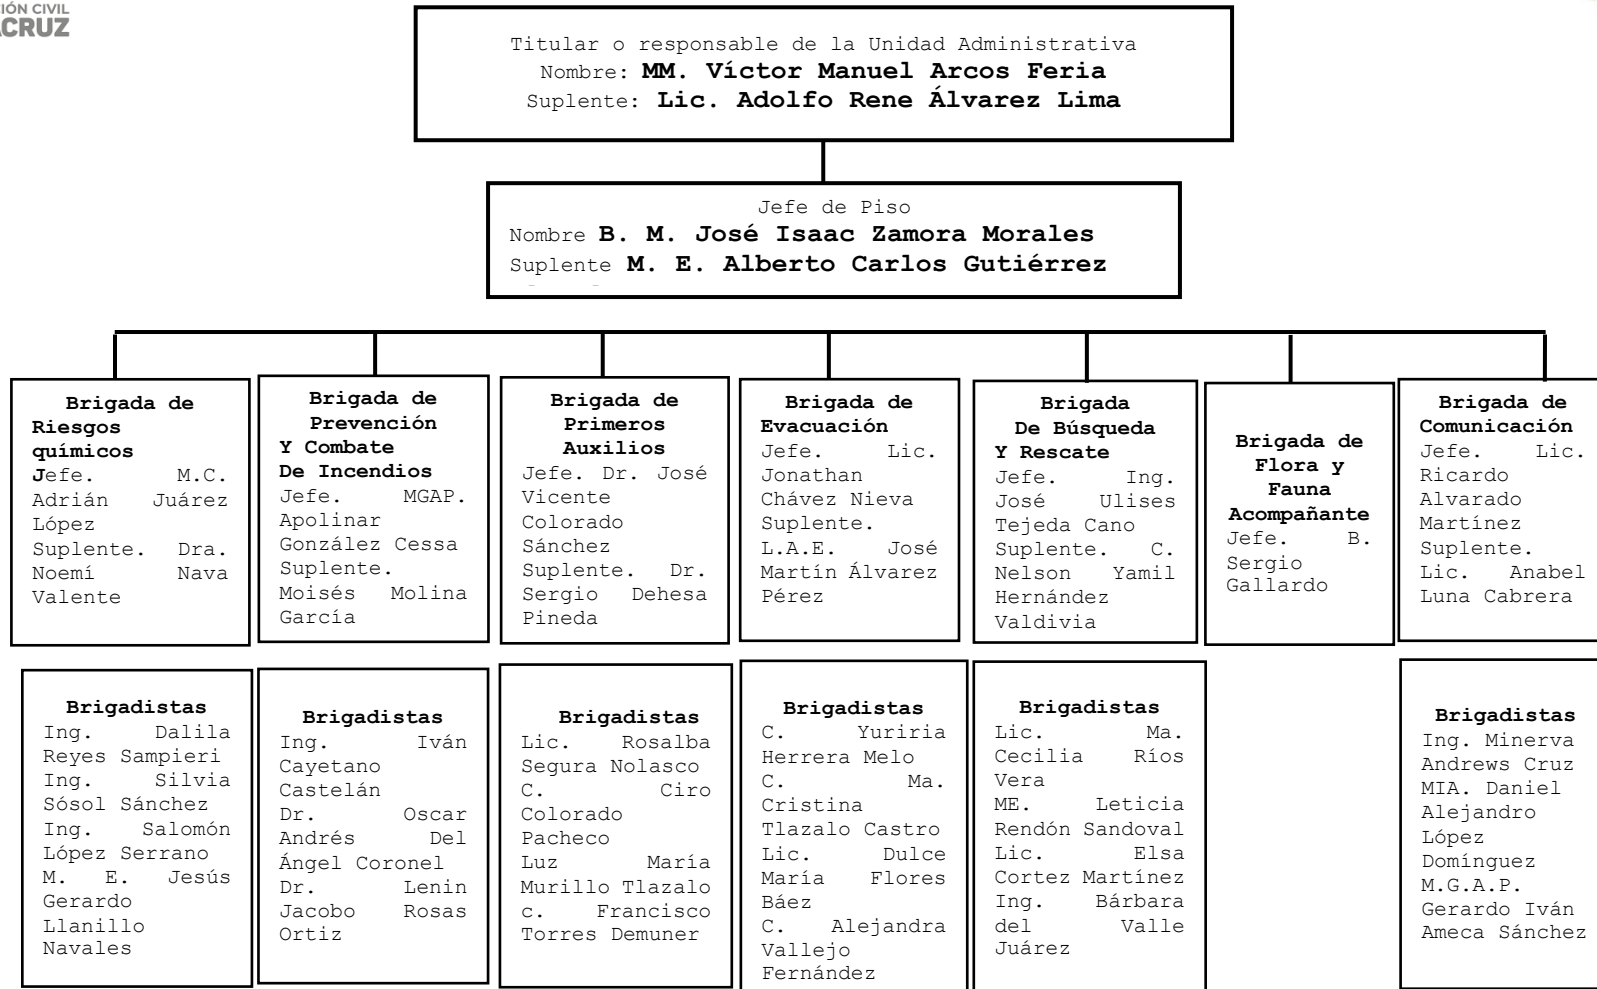 CIÓN CIVIL
ACRUZ
Titular o responsable de la Unidad Administrativa
Nombre: MM. Víctor Manuel Arcos Feria
Suplente: Lic. Adolfo Rene Álvarez Lima
Jefe de Piso
Nombre B. M. José Isaac Zamora Morales
Suplente M. E. Alberto Carlos Gutiérrez
Brigada de
Riesgos
químicos
Jefe. M.C.
Adrián Juárez
López
Suplente. Dra.
Noemí Nava
Valente
Brigada de
Prevención
Y Combate
De Incendios
Jefe. MGAP.
Apolinar
González Cessa
Suplente.
Moisés Molina
García
Brigada de
Primeros
Auxilios
Jefe. Dr. José
Vicente
Colorado
Sánchez
Suplente. Dr.
Sergio Dehesa
Pineda
Brigada de
Evacuación
Jefe. Lic.
Jonathan
Chávez Nieva
Suplente.
L.A.E. José
Martín Álvarez
Pérez
Brigada
De Búsqueda
Y Rescate
Jefe. Ing.
José Ulises
Tejeda Cano
Suplente. C.
Nelson Yamil
Hernández
Valdivia
Brigada de
Flora y
Fauna
Acompañante
Jefe. B.
Sergio
Gallardo
Brigada de
Comunicación
Jefe. Lic.
Ricardo
Alvarado
Martínez
Suplente.
Lic. Anabel
Luna Cabrera
Brigadistas
Ing. Dalila
Reyes Sampieri
Ing. Silvia
Sósol Sánchez
Ing. Salomón
López Serrano
M. E. Jesús
Gerardo
Llanillo
Navales
Brigadistas
Ing. Iván
Cayetano
Castelán
Dr. Oscar
Andrés Del
Ángel Coronel
Dr. Lenin
Jacobo Rosas
Ortiz
Brigadistas
Lic. Rosalba
Segura Nolasco
C. Ciro
Colorado
Pacheco
Luz María
Murillo Tlazalo
c. Francisco
Torres Demuner
Brigadistas
C. Yuriria
Herrera Melo
C. Ma.
Cristina
Tlazalo Castro
Lic. Dulce
María Flores
Báez
C. Alejandra
Vallejo
Fernández
Brigadistas
Lic. Ma.
Cecilia Ríos
Vera
ME. Leticia
Rendón Sandoval
Lic. Elsa
Cortez Martínez
Ing. Bárbara
del Valle
Juárez
Brigadistas
Ing. Minerva
Andrews Cruz
MIA. Daniel
Alejandro
López
Domínguez
M.G.A.P.
Gerardo Iván
Ameca Sánchez